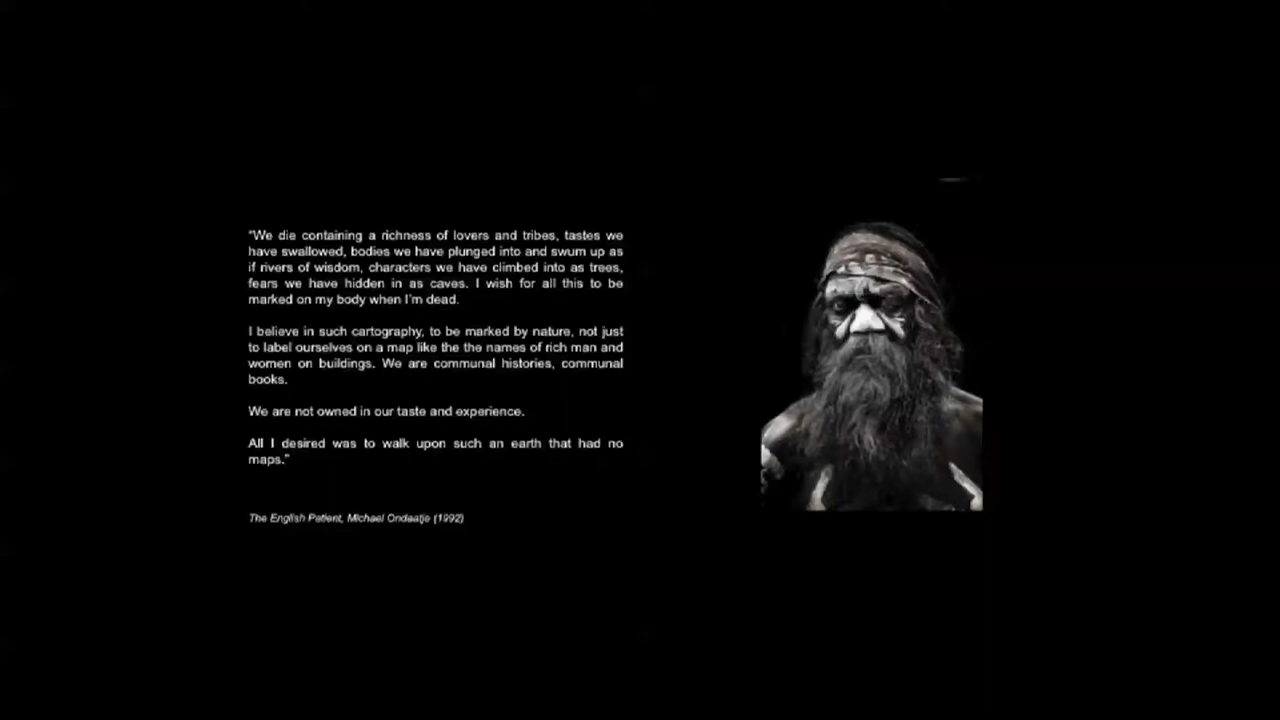 "We die containing a richness of lovers and tribes, tastes we
have swallowed, bodies we have plunged into and swum up as
if rivers of wisdom, characters we have climbed into as trees,
fears we have hidden in as caves. I wish for all this to be
marked on my body when I'm dead.
I believe in such cartography, to be marked by nature, not just
to label ourselves on a map like the the names of rich man and
women on buildings. We are communal histories, communal
books.
We are not owned in our taste and experience.
All I desired was to walk upon such an earth that had no
maps."
The English Patient, Michael Ondaatje (1992)